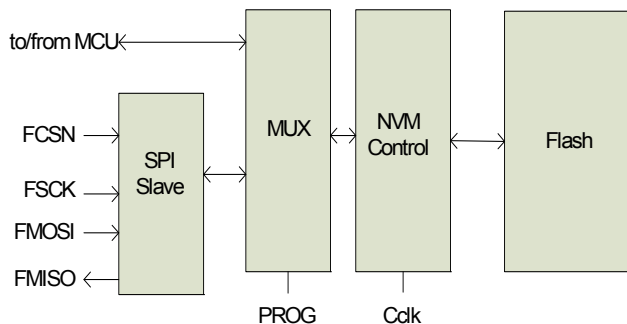 to/from MCU
FCSN
FSCK
FMOSI
FMISO
SPI
Slave
MUX
NVM
Control
Flash
PROG
Cclk